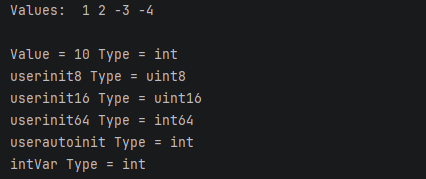 Values:  1 2 -3 -4
Value = 10 Type = int
userinit8 Type = uint8
userinit16 Type = uint16
userinit64 Type = int64
userautoinit Type = int
intVar Type = int